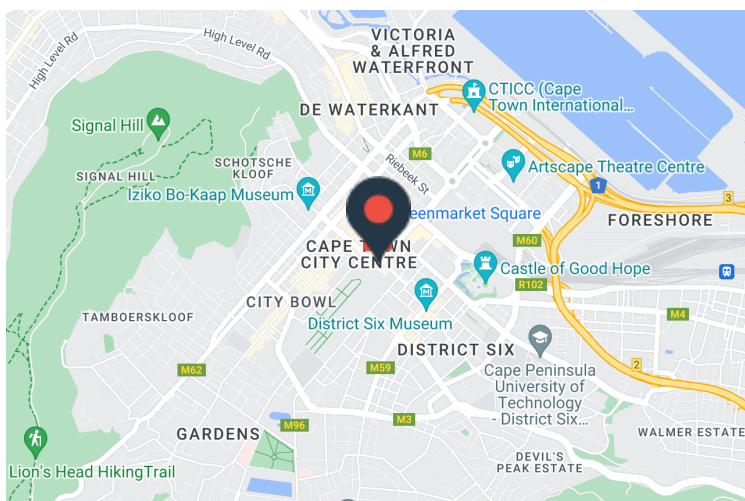 VICTORIA
& ALFRED
WATERFRONT
High Level Rd
High Level Rd
CTICC (Cape
Town International...
DE WATERKANT
Signal Hill
M6
Riebeek St
SCHOTSCHE
KLOOF
Artscape Theatre Centre
SIGNAL HILL
Iziko Bo-Kaap Museum
1
3
enmarket Square
FORESHORE
M60
CAPE TOWN
CITY CENTRE
Castle of Good Hope
R102
CITY BOWL
TAMBOERSKLOOF
District Six Museum
M4
DISTRICT SIX
M59
M62
2
Cape Peninsula
University of
Technology
- District Six...
M3
M96
GARDENS
WALMER ESTATE
Lion's Head HikingTrail
DEVIL'S
PEAK ESTATE